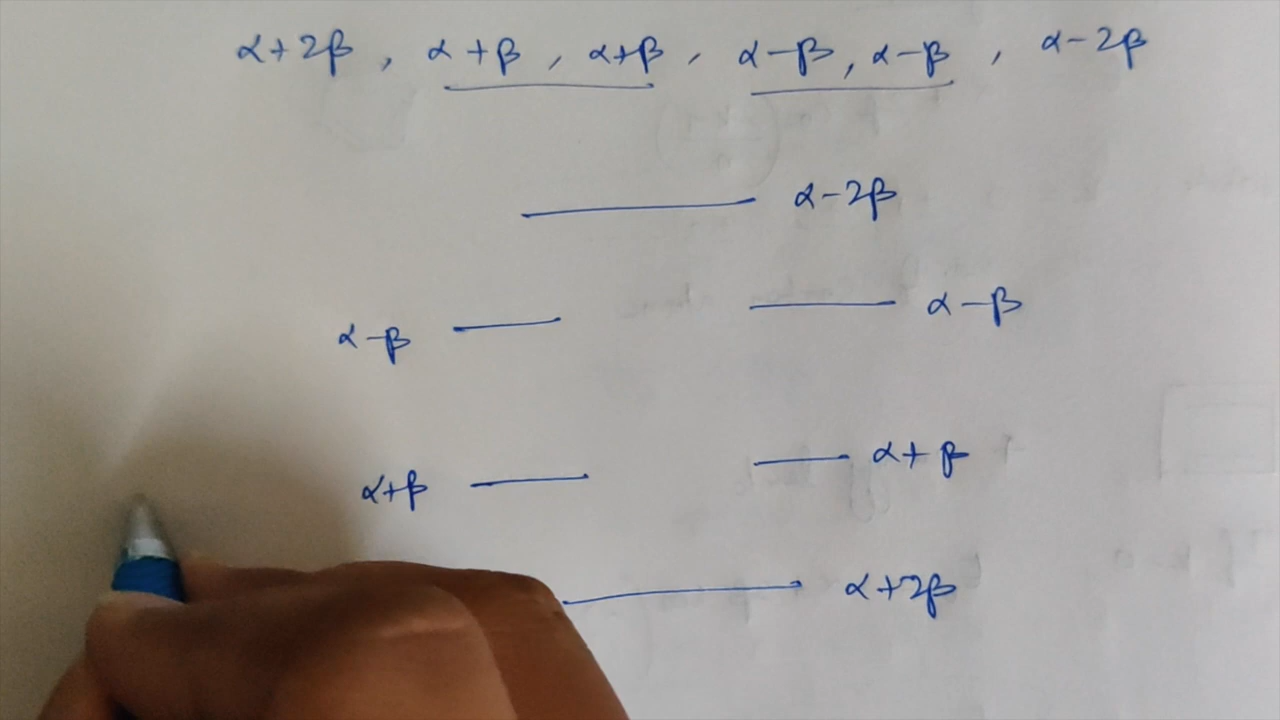 α+2β , α+β , α+β , α-β , α-β , α-2β
α-2β
α-β α-β
α+β α+β
α+2β